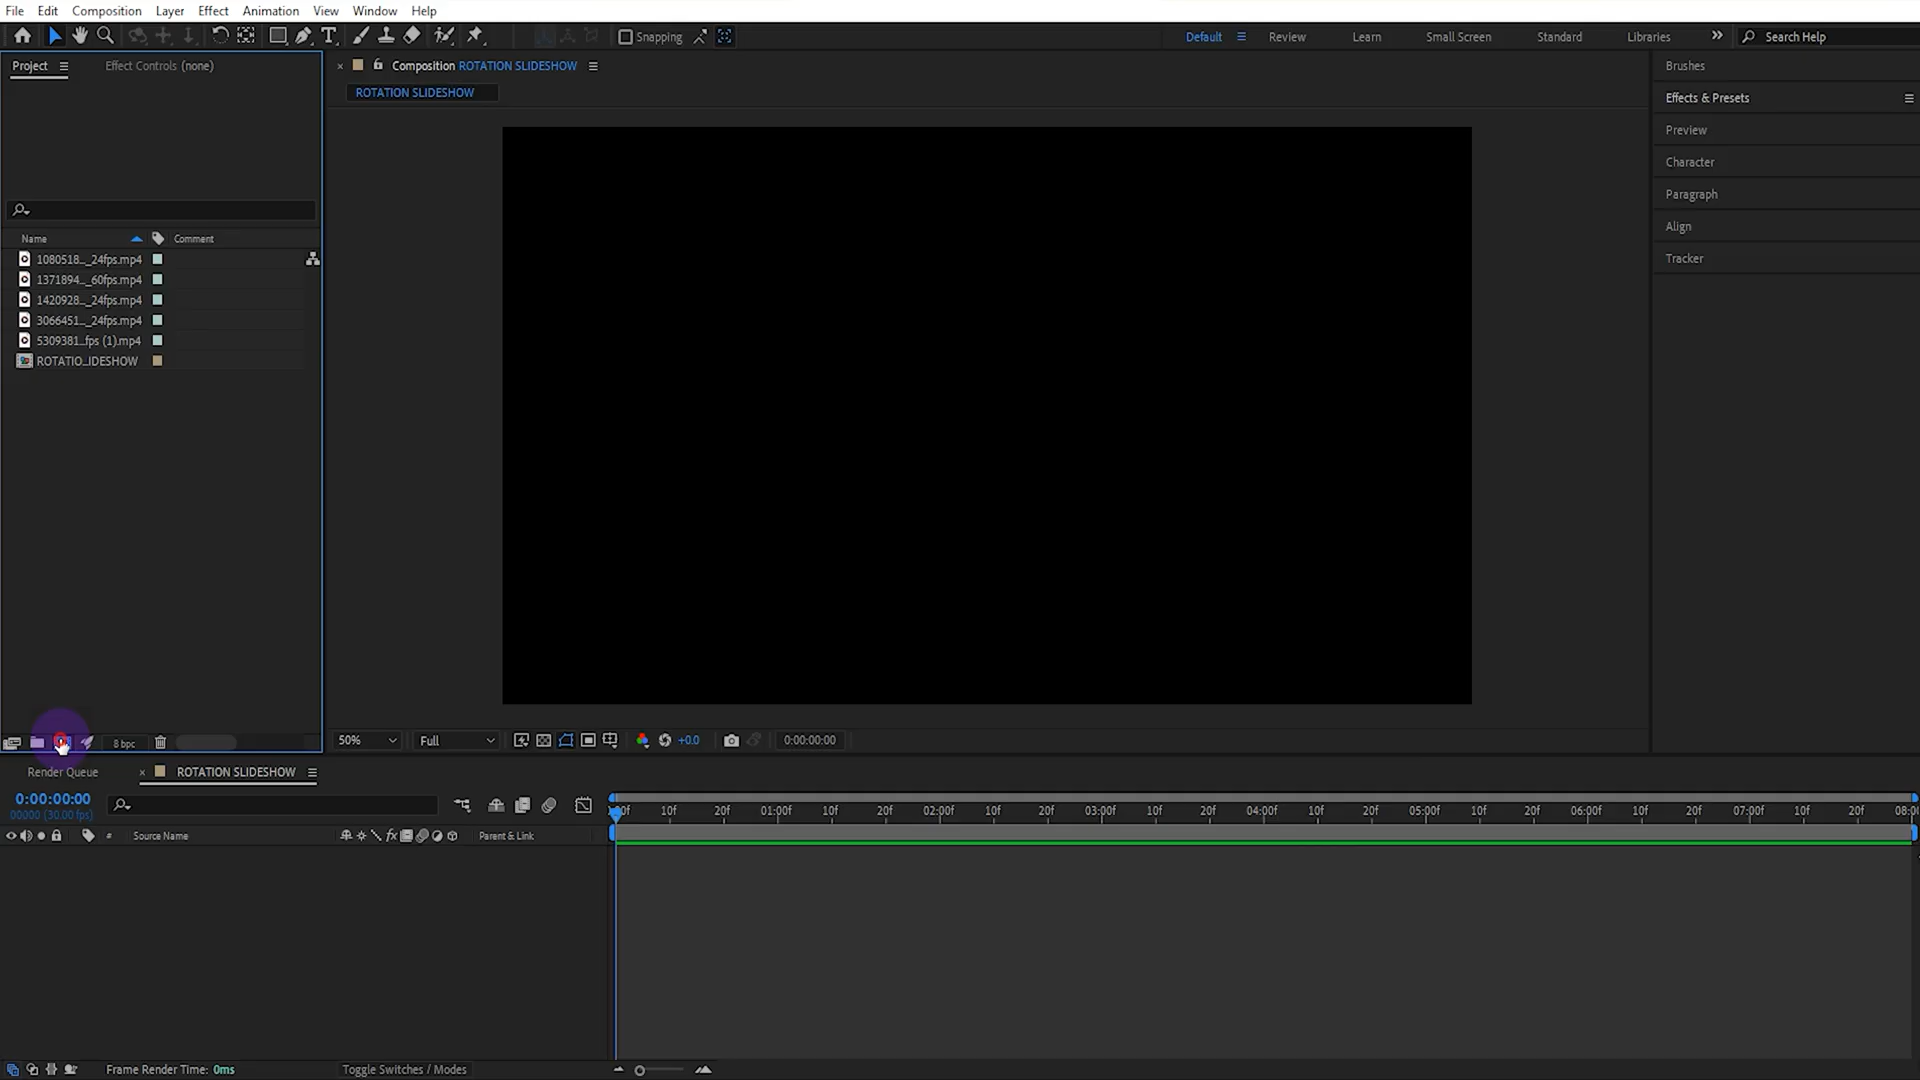 File Edit Composition Layer Effect Animation View Window Help
Snapping Default Review Learn Small Screen Standard Libraries Search Help
Project Effect Controls (none) Composition ROTATION SLIDESHOW Brushes
ROTATION SLIDESHOW Effects & Presets
Preview
Character
Paragraph
Align
Tracker
Name Comment
1080518..._24fps.mp4
1371894..._60fps.mp4
1420928..._24fps.mp4
3066451..._24fps.mp4
5309381...fps (1).mp4
ROTATIO...IDESHOW
8 bpc 50% Full +0.0 0:00:00:00
Render Queue ROTATION SLIDESHOW
0:00:00:00
00000 (30.00 fps)
10f 20f 01:00f 10f 20f 02:00f 10f 20f 03:00f 10f 20f 04:00f 10f 20f 05:00f 10f 20f 06:00f 10f 20f 07:00f 10f 20f
# Source Name Parent & Link
Frame Render Time: 0ms Toggle Switches / Modes